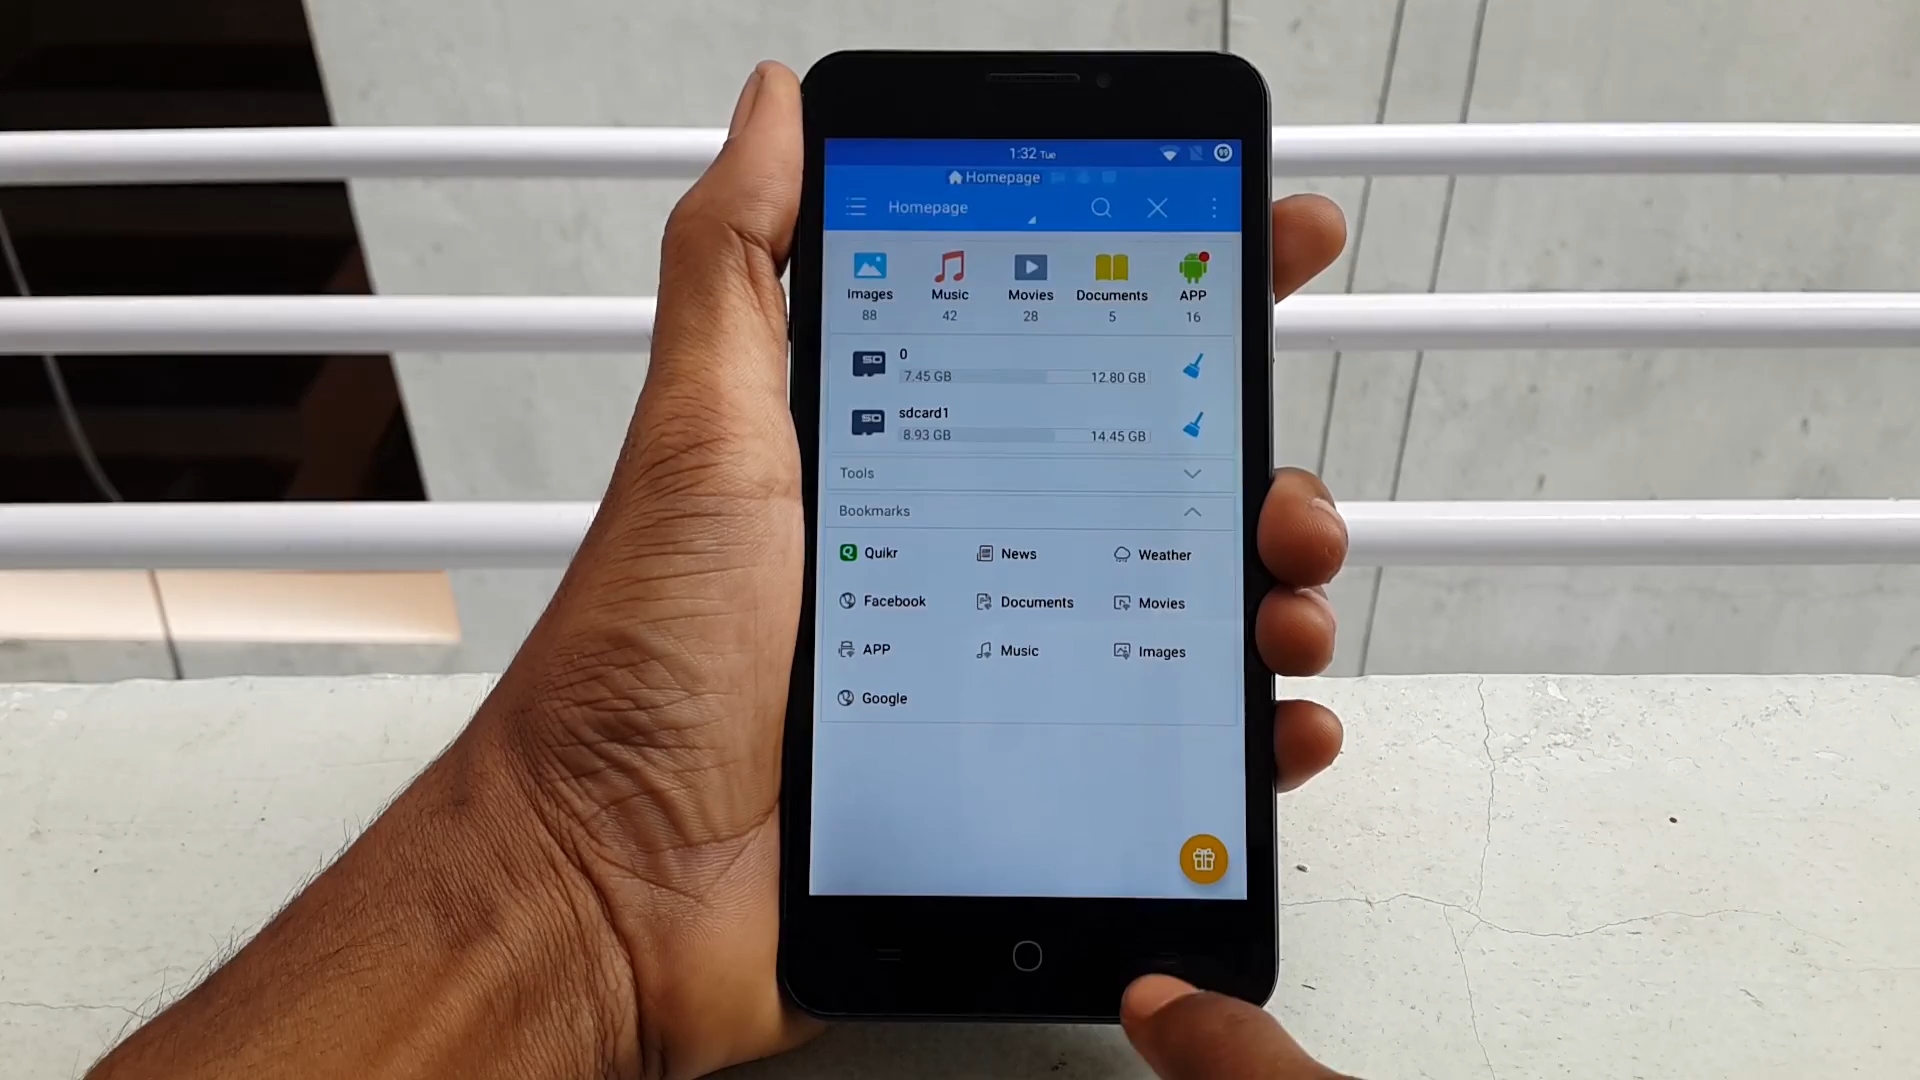 1:32 Tue 99
Homepage
Homepage
Images Music Movies Documents APP
88 42 28 5 16
0
7.45 GB 12.80 GB
sdcard1
8.93 GB 14.45 GB
Tools
Bookmarks
Quikr News Weather
Facebook Documents Movies
APP Music Images
Google